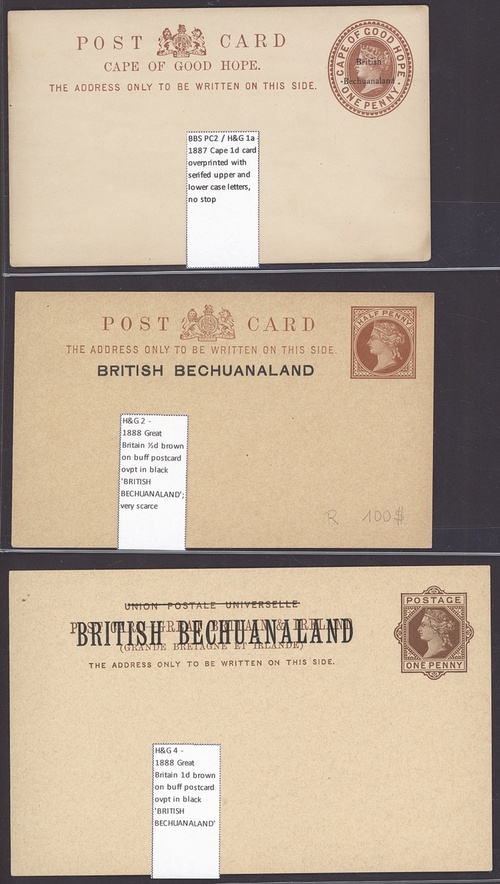 POST CARD
CAPE OF GOOD HOPE.
THE ADDRESS ONLY TO BE WRITTEN ON THIS SIDE.
CAPE OF GOOD HOPE
British
Bechuanaland
ONE PENNY
BBS PC2 / H&G 1a -
1887 Cape 1d card
overprinted with
serifed upper and
lower case letters,
no stop
POST CARD
THE ADDRESS ONLY TO BE WRITTEN ON THIS SIDE.
BRITISH BECHUANALAND
HALF PENNY
H&G 2 -
1888 Great
Britain ½d brown
on buff postcard
ovpt in black
'BRITISH
BECHUANALAND';
very scarce
R 100$
UNION POSTALE UNIVERSELLE
POST CARD GREAT BRITAIN & IRELAND
BRITISH BECHUANALAND
(GRANDE BRETAGNE ET IRLANDE)
THE ADDRESS ONLY TO BE WRITTEN ON THIS SIDE.
POSTAGE
ONE PENNY
H&G 4 -
1888 Great
Britain 1d brown
on buff postcard
ovpt in black
'BRITISH
BECHUANALAND'